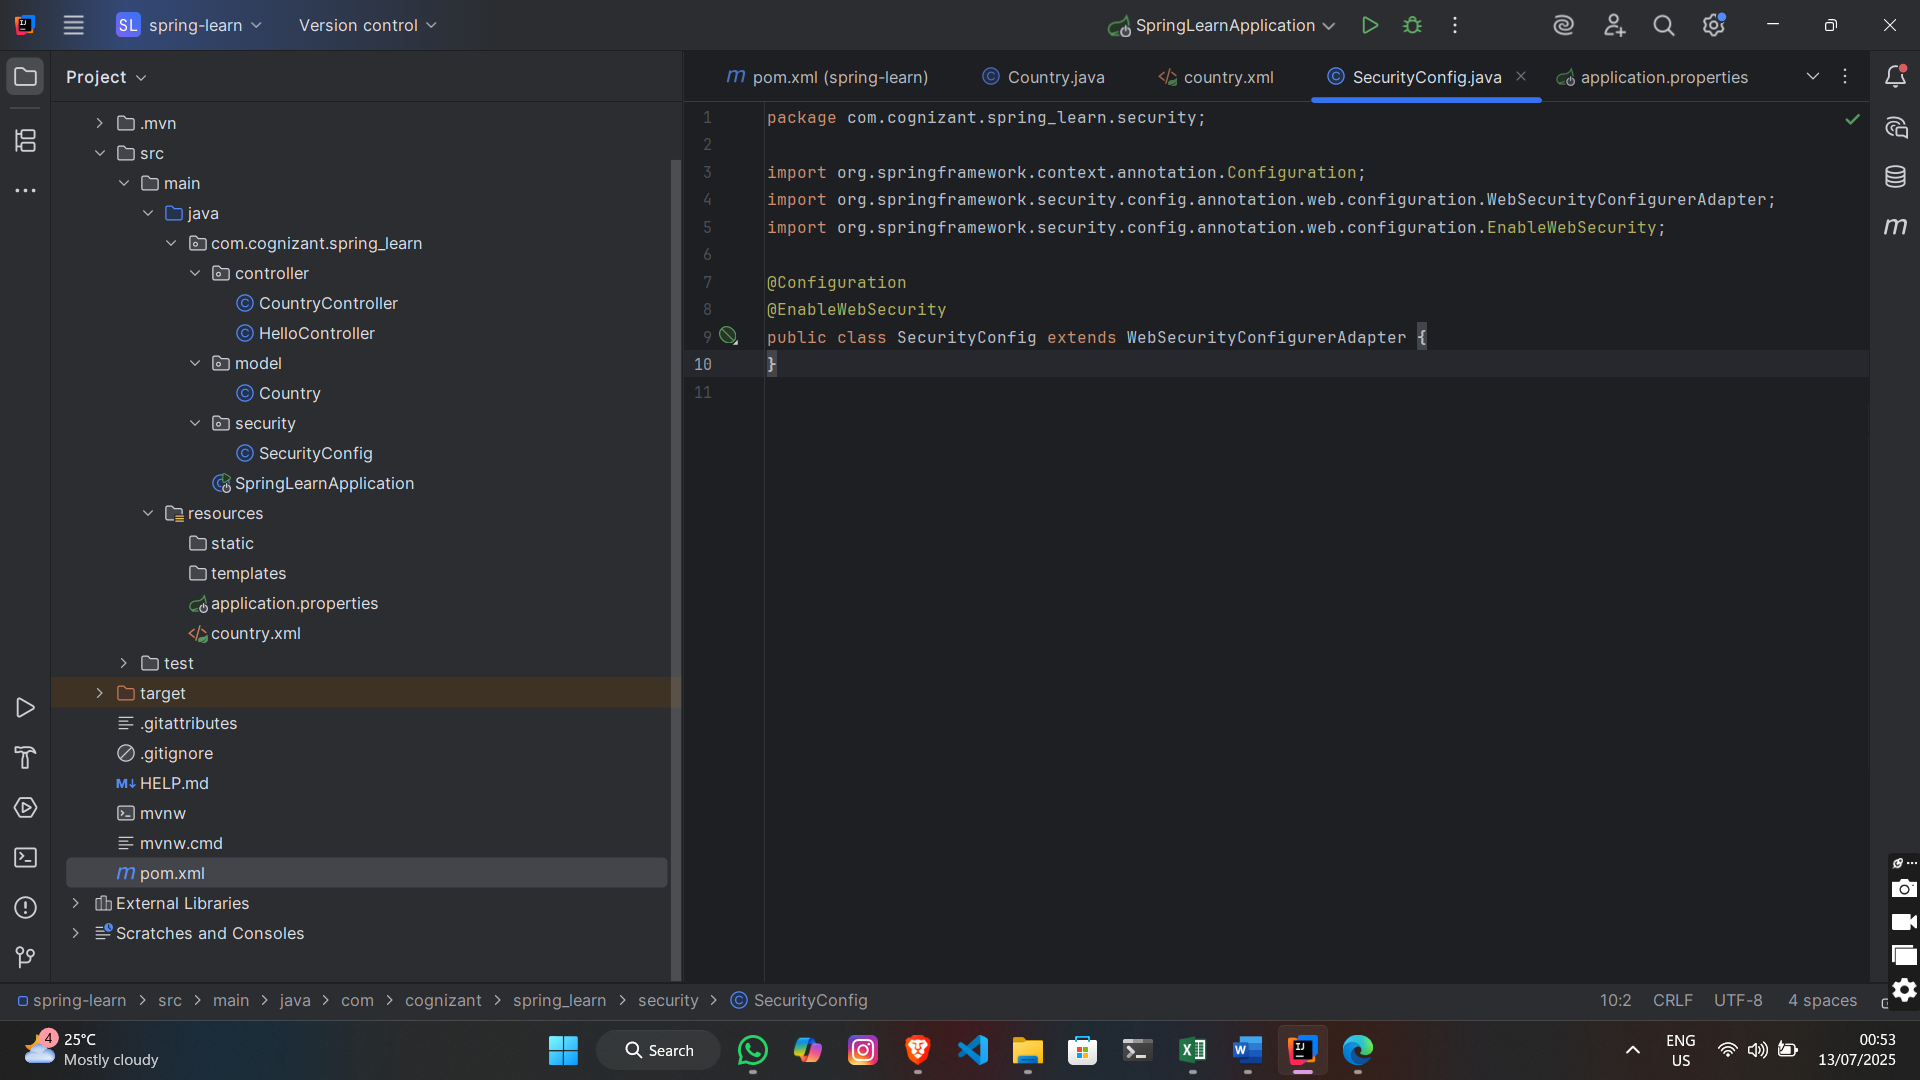 SL spring-learn Version control SpringLearnApplication
Project
.mvn
src
main
java
com.cognizant.spring_learn
controller
CountryController
HelloController
model
Country
security
SecurityConfig
SpringLearnApplication
resources
static
templates
application.properties
country.xml
test
target
.gitattributes
.gitignore
M↓ HELP.md
mvnw
mvnw.cmd
m pom.xml
External Libraries
Scratches and Consoles
m pom.xml (spring-learn) Country.java country.xml SecurityConfig.java application.properties
1 package com.cognizant.spring_learn.security;
2
3 import org.springframework.context.annotation.Configuration;
4 import org.springframework.security.config.annotation.web.configuration.WebSecurityConfigurerAdapter;
5 import org.springframework.security.config.annotation.web.configuration.EnableWebSecurity;
6
7 @Configuration
8 @EnableWebSecurity
9 public class SecurityConfig extends WebSecurityConfigurerAdapter {
10 }
11
m
spring-learn > src > main > java > com > cognizant > spring_learn > security > SecurityConfig 10:2 CRLF UTF-8 4 spaces
4 25°C
Mostly cloudy
Search
ENG
US
00:53
13/07/2025